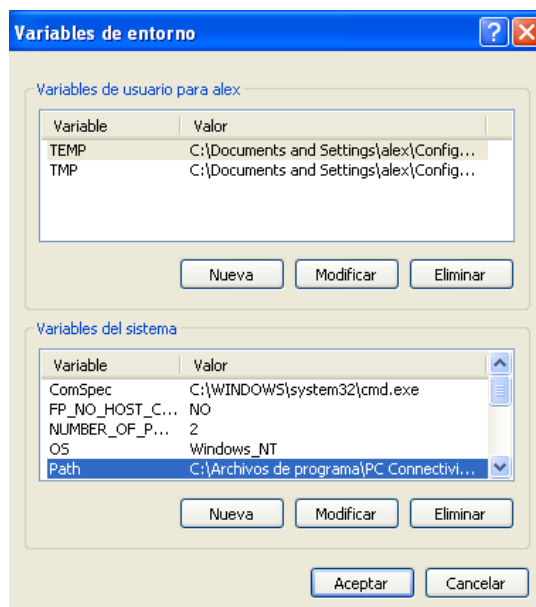 Variables de entorno
Variables de usuario para alex
Variable Valor
TEMP C:\Documents and Settings\alex\Config...
TMP C:\Documents and Settings\alex\Config...
Nueva Modificar Eliminar
Variables del sistema
Variable Valor
ComSpec C:\WINDOWS\system32\cmd.exe
FP_NO_HOST_C... NO
NUMBER_OF_P... 2
OS Windows_NT
Path C:\Archivos de programa\PC Connectivi...
Nueva Modificar Eliminar
Aceptar Cancelar